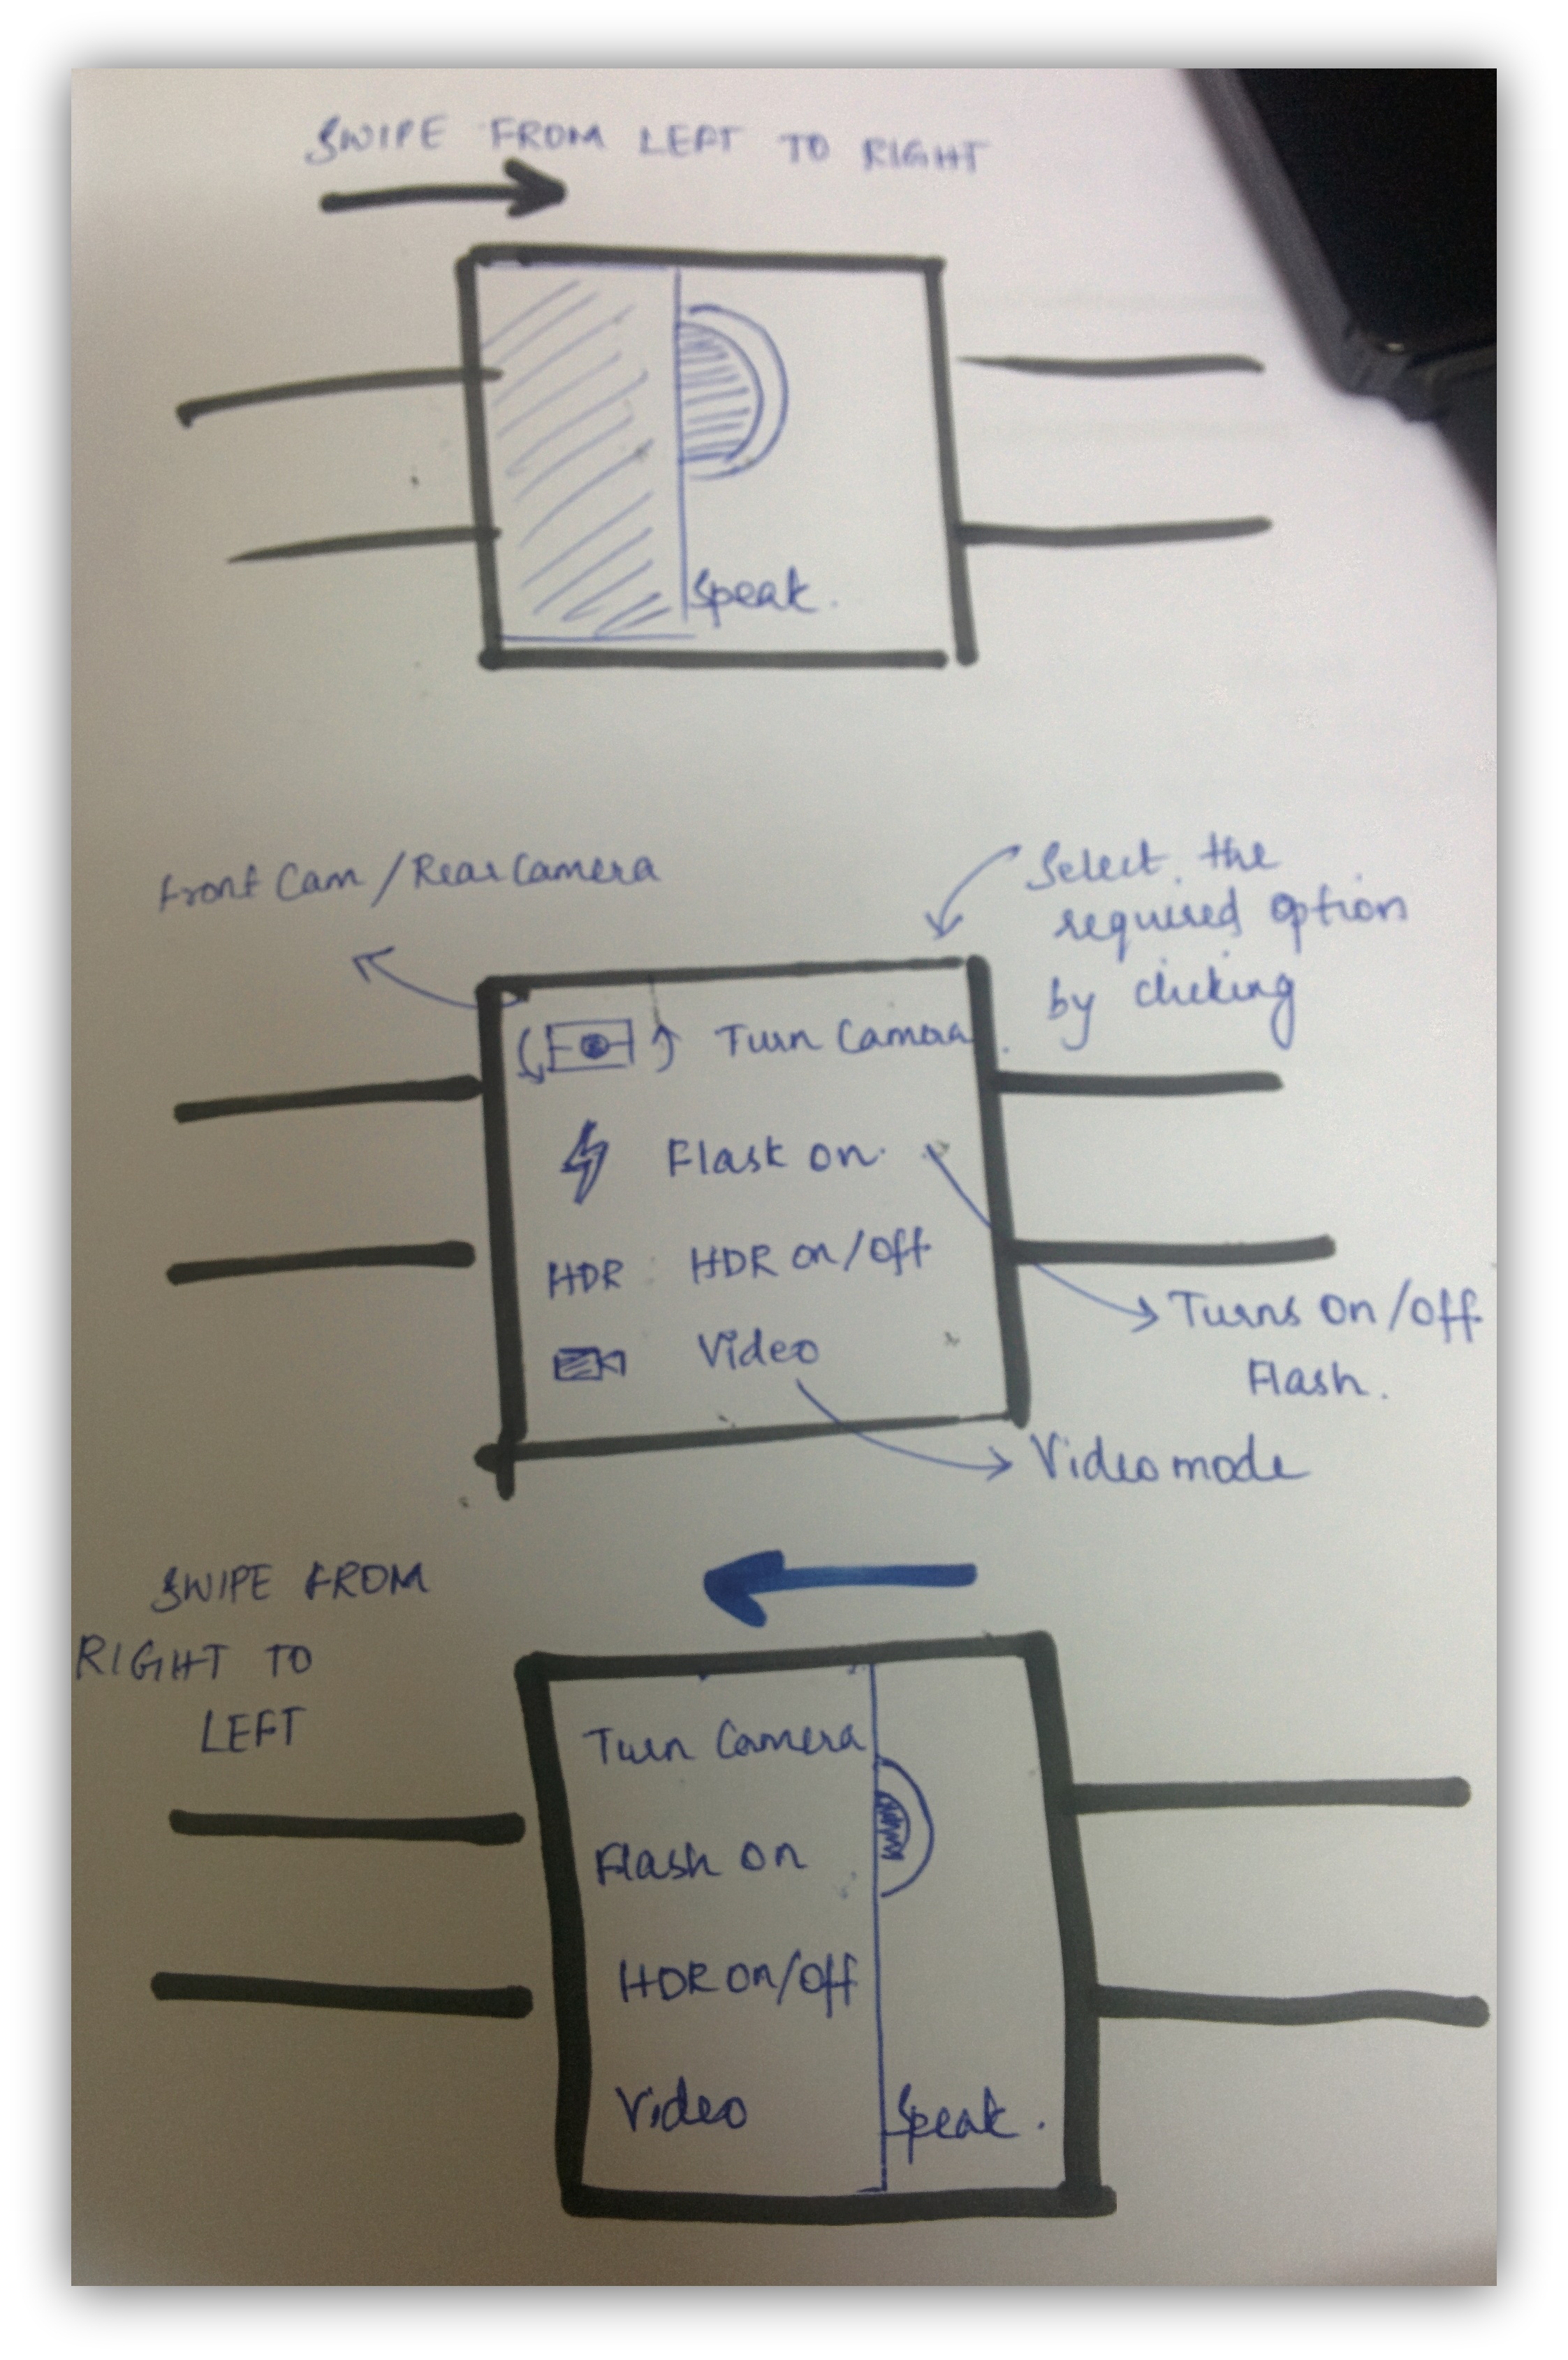 SWIPE FROM LEFT TO RIGHT
Speak.
Front Cam / Rear Camera
Select the
required option
by clicking
Turn Camera
Flask on
HDR HDR on/off
Video
Turns On/Off
Flash.
Video mode
SWIPE FROM
RIGHT TO
LEFT
Turn Camera
Flash On
HDR on/off
Video
Speak.